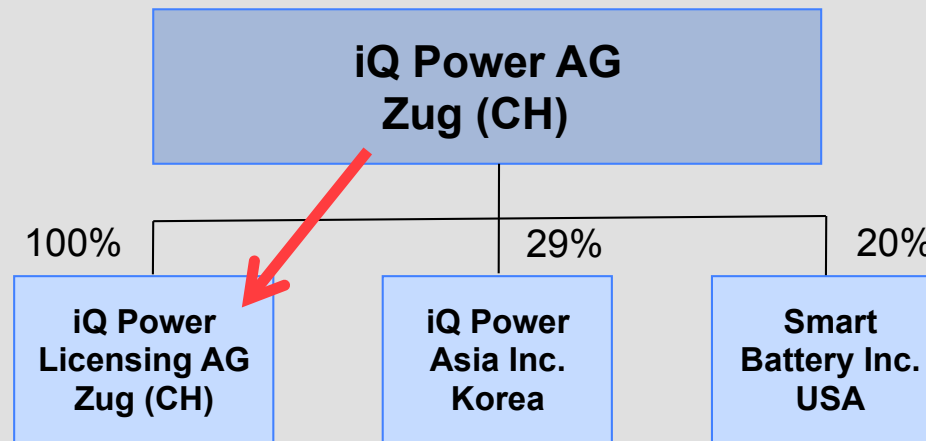 iQ Power AG
Zug (CH)
100%
29%
20%
iQ Power
Licensing AG
Zug (CH)
iQ Power
Asia Inc.
Korea
Smart
Battery Inc.
USA